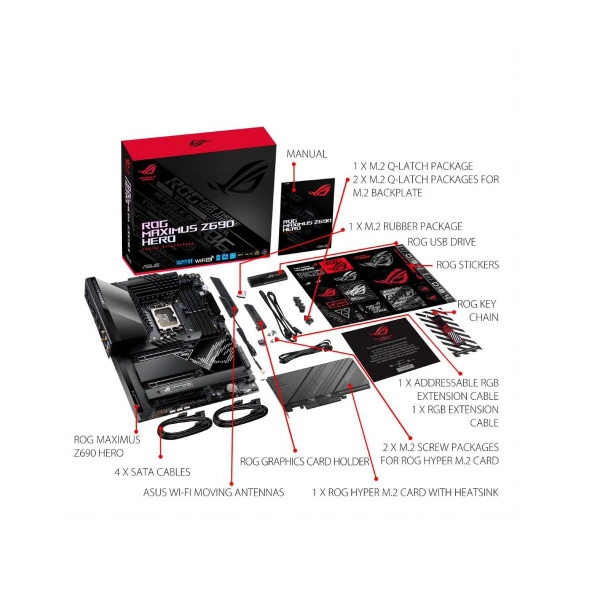 ROG
MAXIMUS Z690
HERO
ASUS
WiFi 6E
MANUAL
ROG MAXIMUS Z690
HERO
1 X M.2 Q-LATCH PACKAGE
2 X M.2 Q-LATCH PACKAGES FOR
M.2 BACKPLATE
1 X M.2 RUBBER PACKAGE
ROG USB DRIVE
ROG STICKERS
ROG KEY
CHAIN
1 X ADDRESSABLE RGB
EXTENSION CABLE
1 X RGB EXTENSION
CABLE
2 X M.2 SCREW PACKAGES
FOR ROG HYPER M.2 CARD
1 X ROG HYPER M.2 CARD WITH HEATSINK
ROG GRAPHICS CARD HOLDER
ASUS WI-FI MOVING ANTENNAS
4 X SATA CABLES
ROG MAXIMUS
Z690 HERO